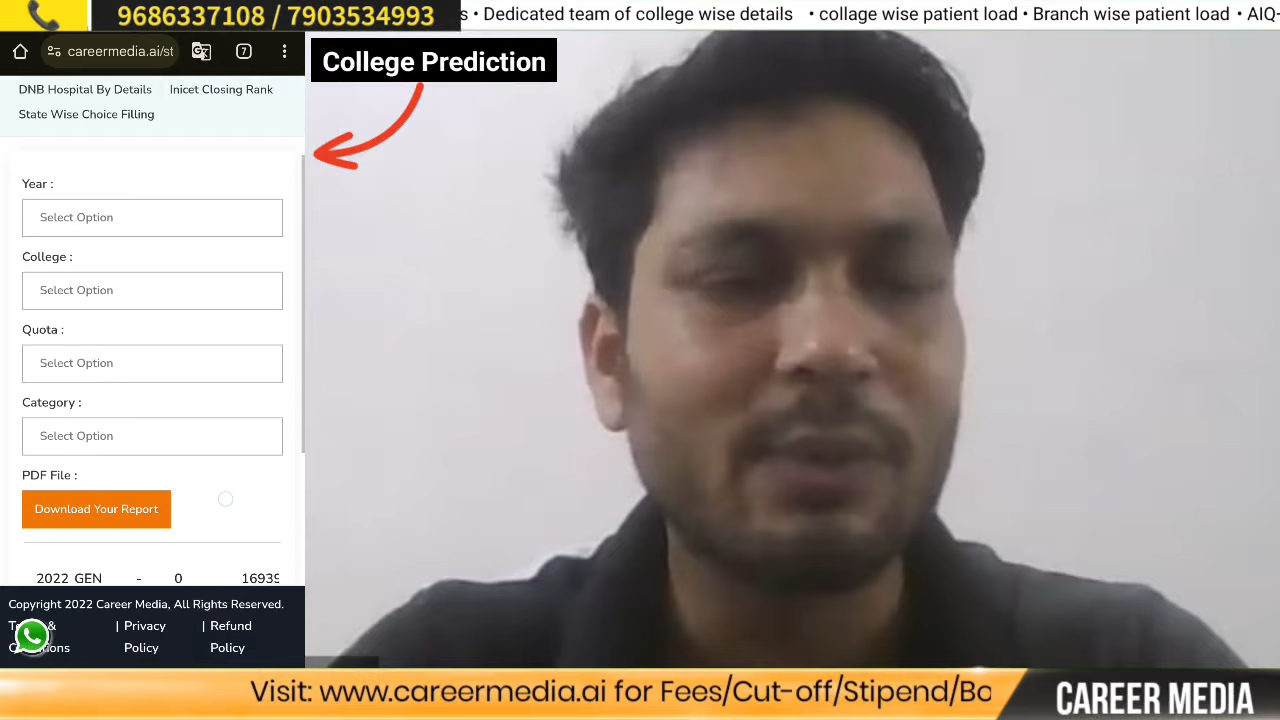 9686337108 / 7903534993
• Dedicated team of college wise details • collage wise patient load • Branch wise patient load •
careermedia.ai/st
7
College Prediction
DNB Hospital By Details Inicet Closing Rank
State Wise Choice Filling
Year :
Select Option
College :
Select Option
Quota :
Select Option
Category :
Select Option
PDF File :
Download Your Report
2022 GEN - 0 16939
Copyright 2022 Career Media, All Rights Reserved.
| Privacy Policy
| Refund Policy
Visit: www.careermedia.ai for Fees/Cut-off/Stipend/
CAREER MEDIA